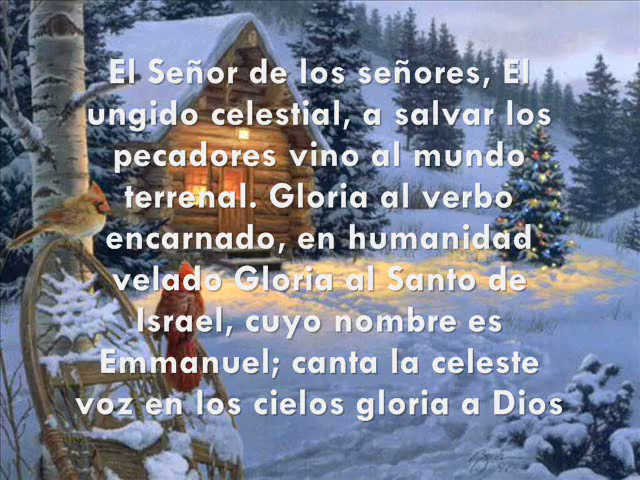 El Señor de los señores, El
ungido celestial, a salvar los
pecadores vino al mundo
terrenal. Gloria al verbo
encarnado, en humanidad
velado Gloria al Santo de
Israel, cuyo nombre es
Emmanuel; canta la celeste
voz en los cielos gloria a Dios